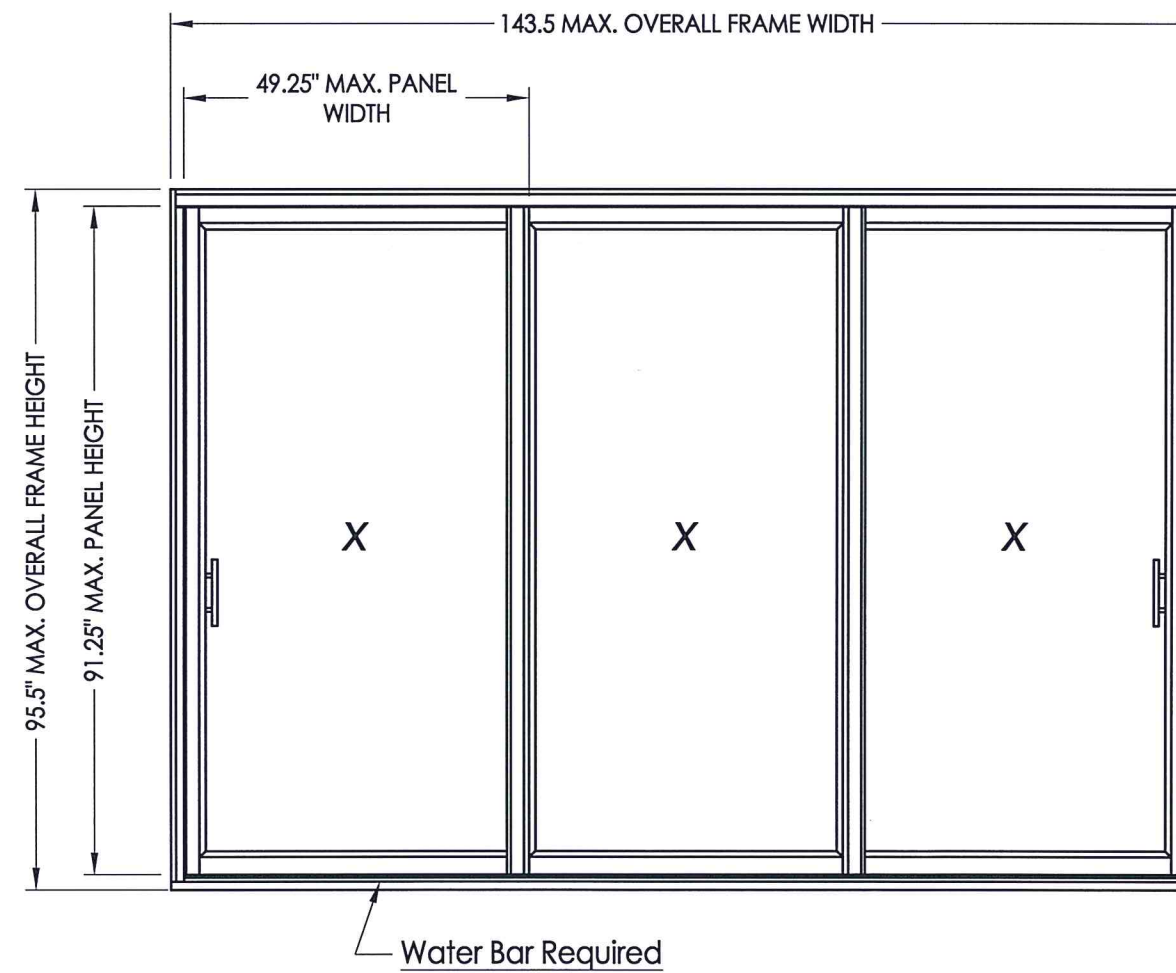 143.5 MAX. OVERALL FRAME WIDTH
49.25" MAX. PANEL
WIDTH
95.5" MAX. OVERALL FRAME HEIGHT
91.25" MAX. PANEL HEIGHT
X
X
X
Water Bar Required